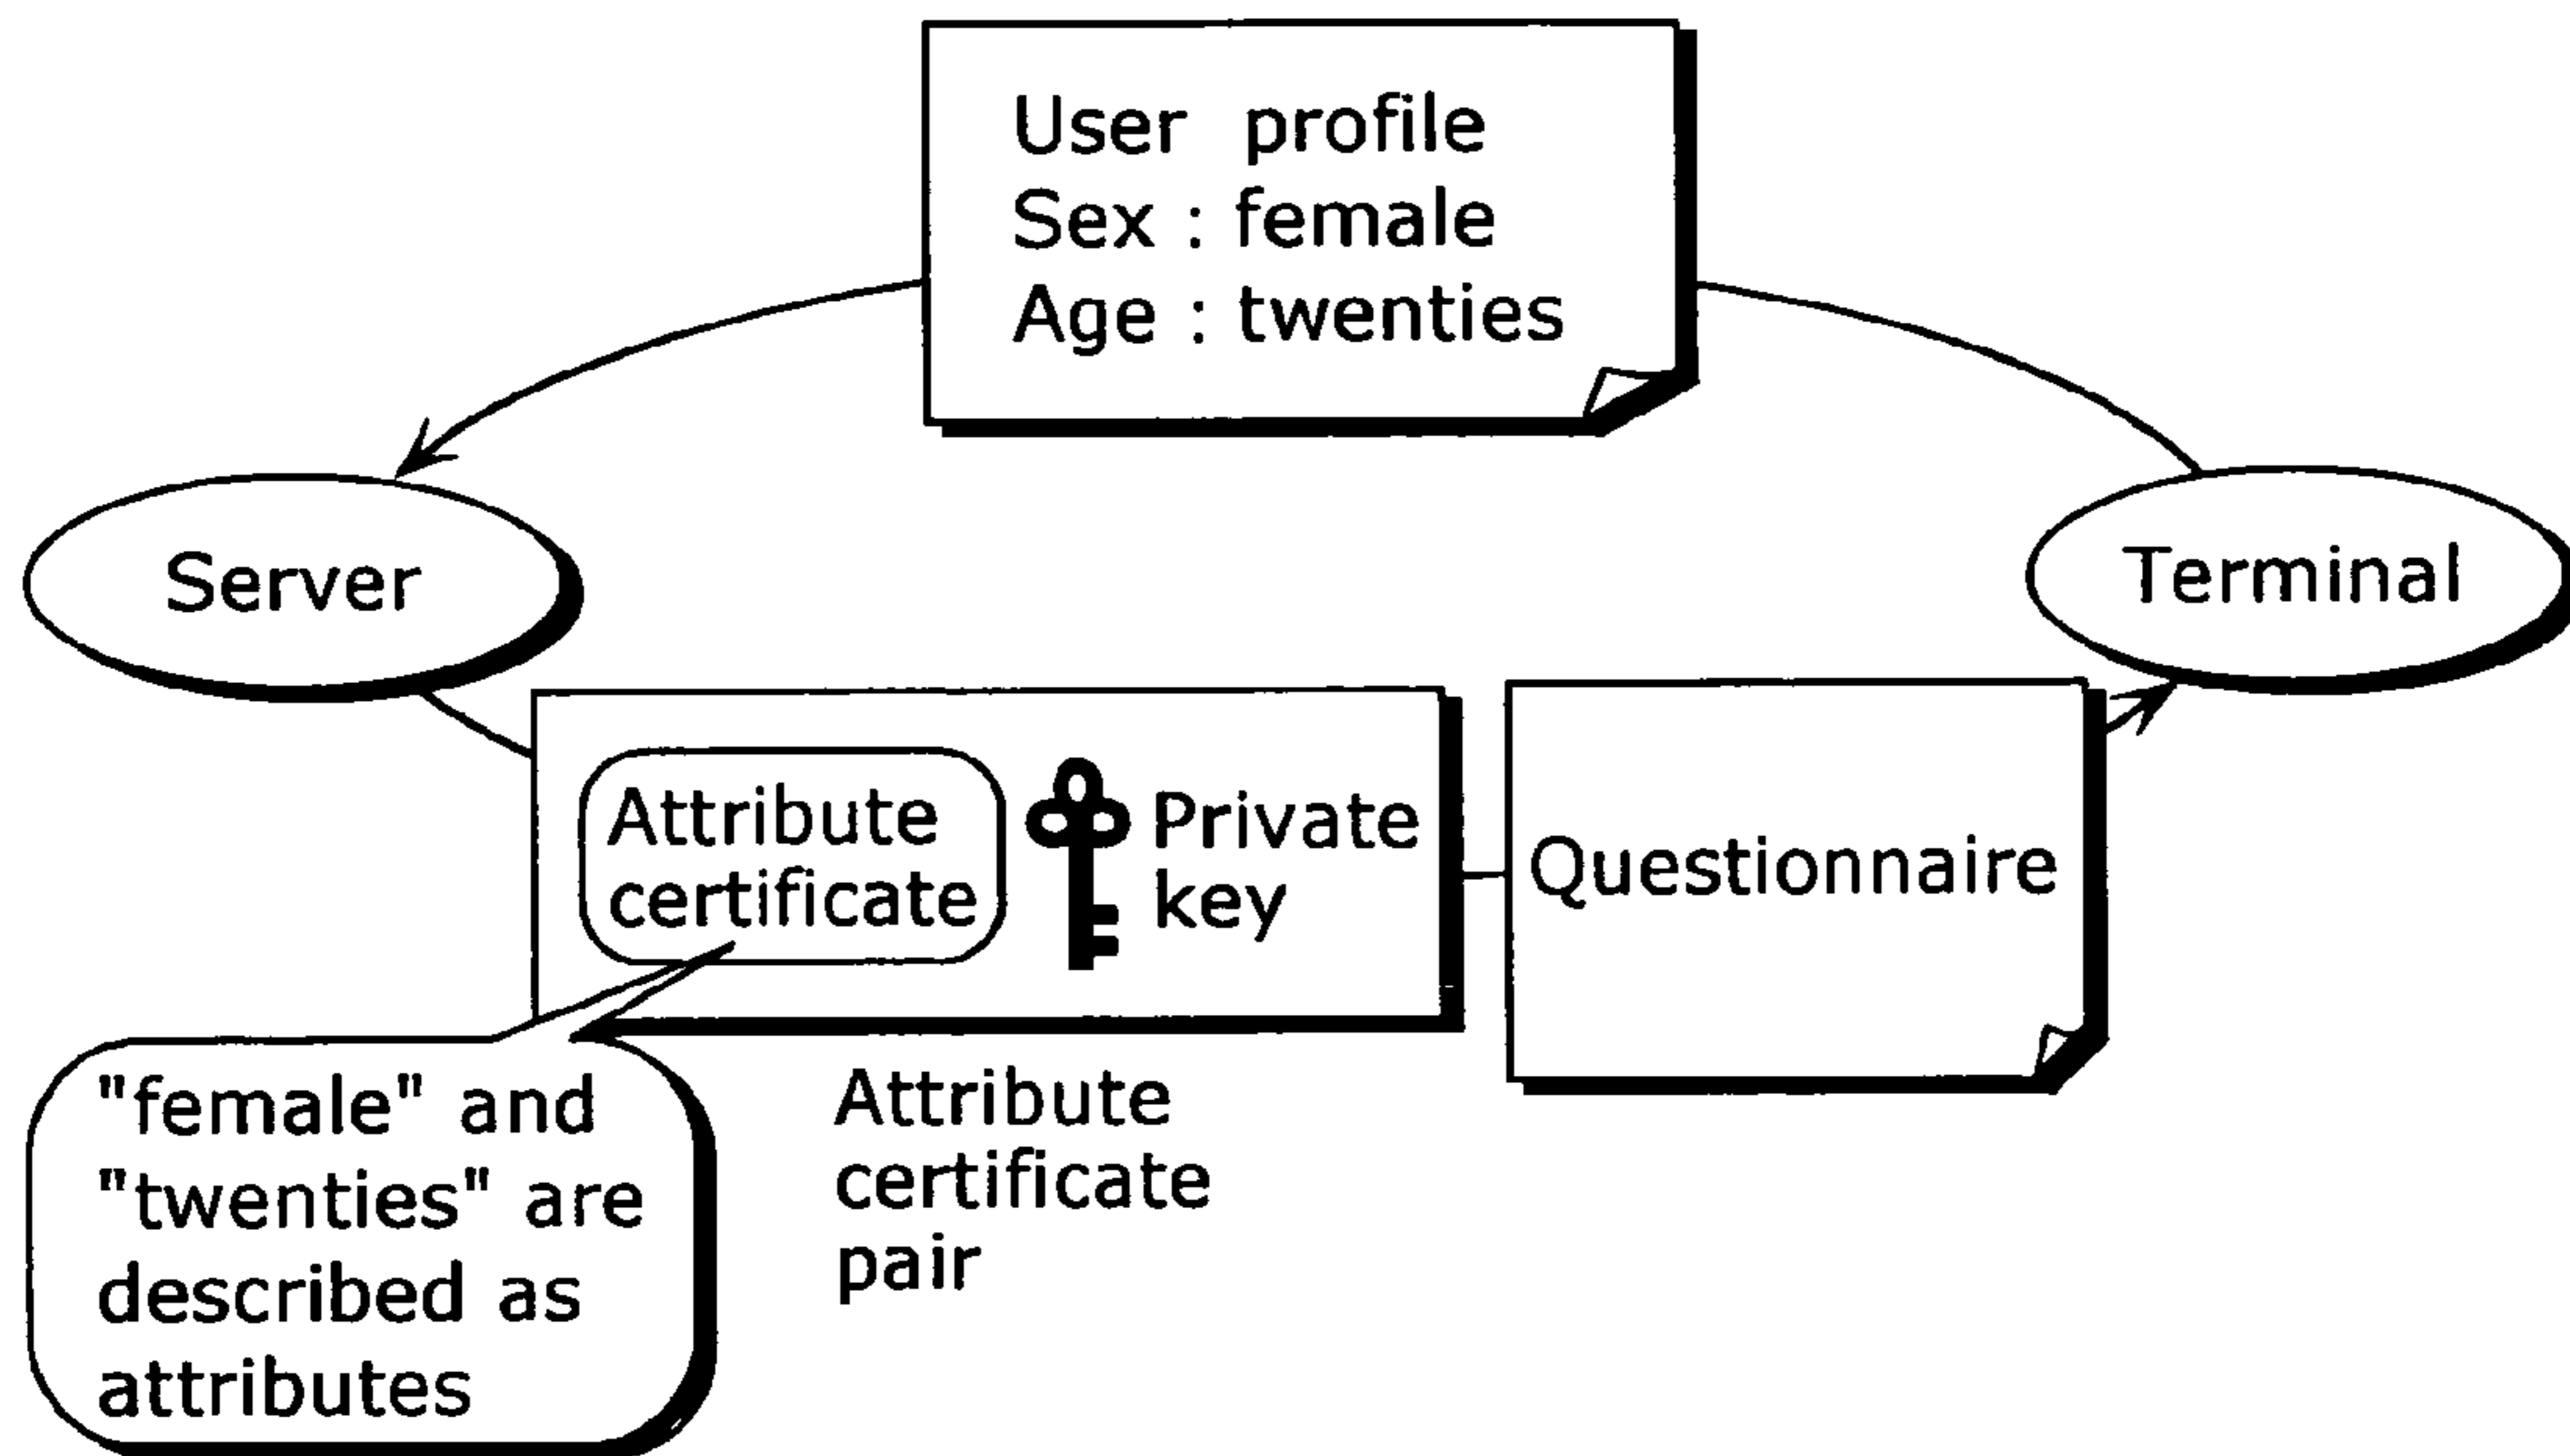 User profile
Sex : female
Age : twenties
Server
Terminal
Attribute
certificate
Private
key
Questionnaire
"female" and
"twenties" are
described as
attributes
Attribute
certificate
pair